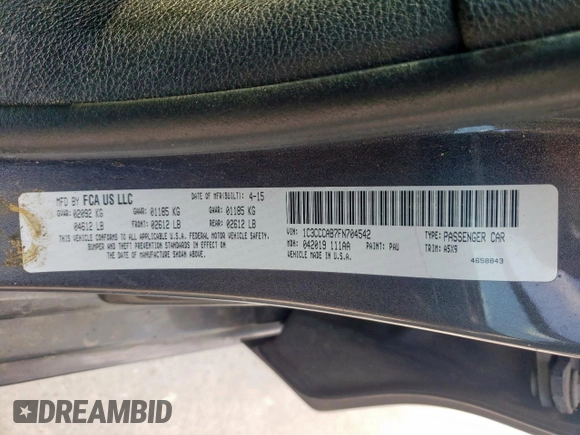 MFD BY FCA US LLC DATE OF MFR(BUILT) 4-15
GVWR: 02092 KG GAWR: 01185 KG GAWR: 01185 KG
04612 LB FRONT: 02612 LB REAR: 02612 LB
THIS VEHICLE CONFORMS TO ALL APPLICABLE U.S.A. FEDERAL MOTOR VEHICLE SAFETY,
BUMPER AND THEFT PREVENTION STANDARDS IN EFFECT ON
THE DATE OF MANUFACTURE SHOWN ABOVE.
VIN: 1C3CCCAB7FN704542 TYPE: PASSENGER CAR
MDH: 042019 111AA PAINT: PAU TRIM: A5X9
VEHICLE MADE IN U.S.A.
4658843
DREAMBID